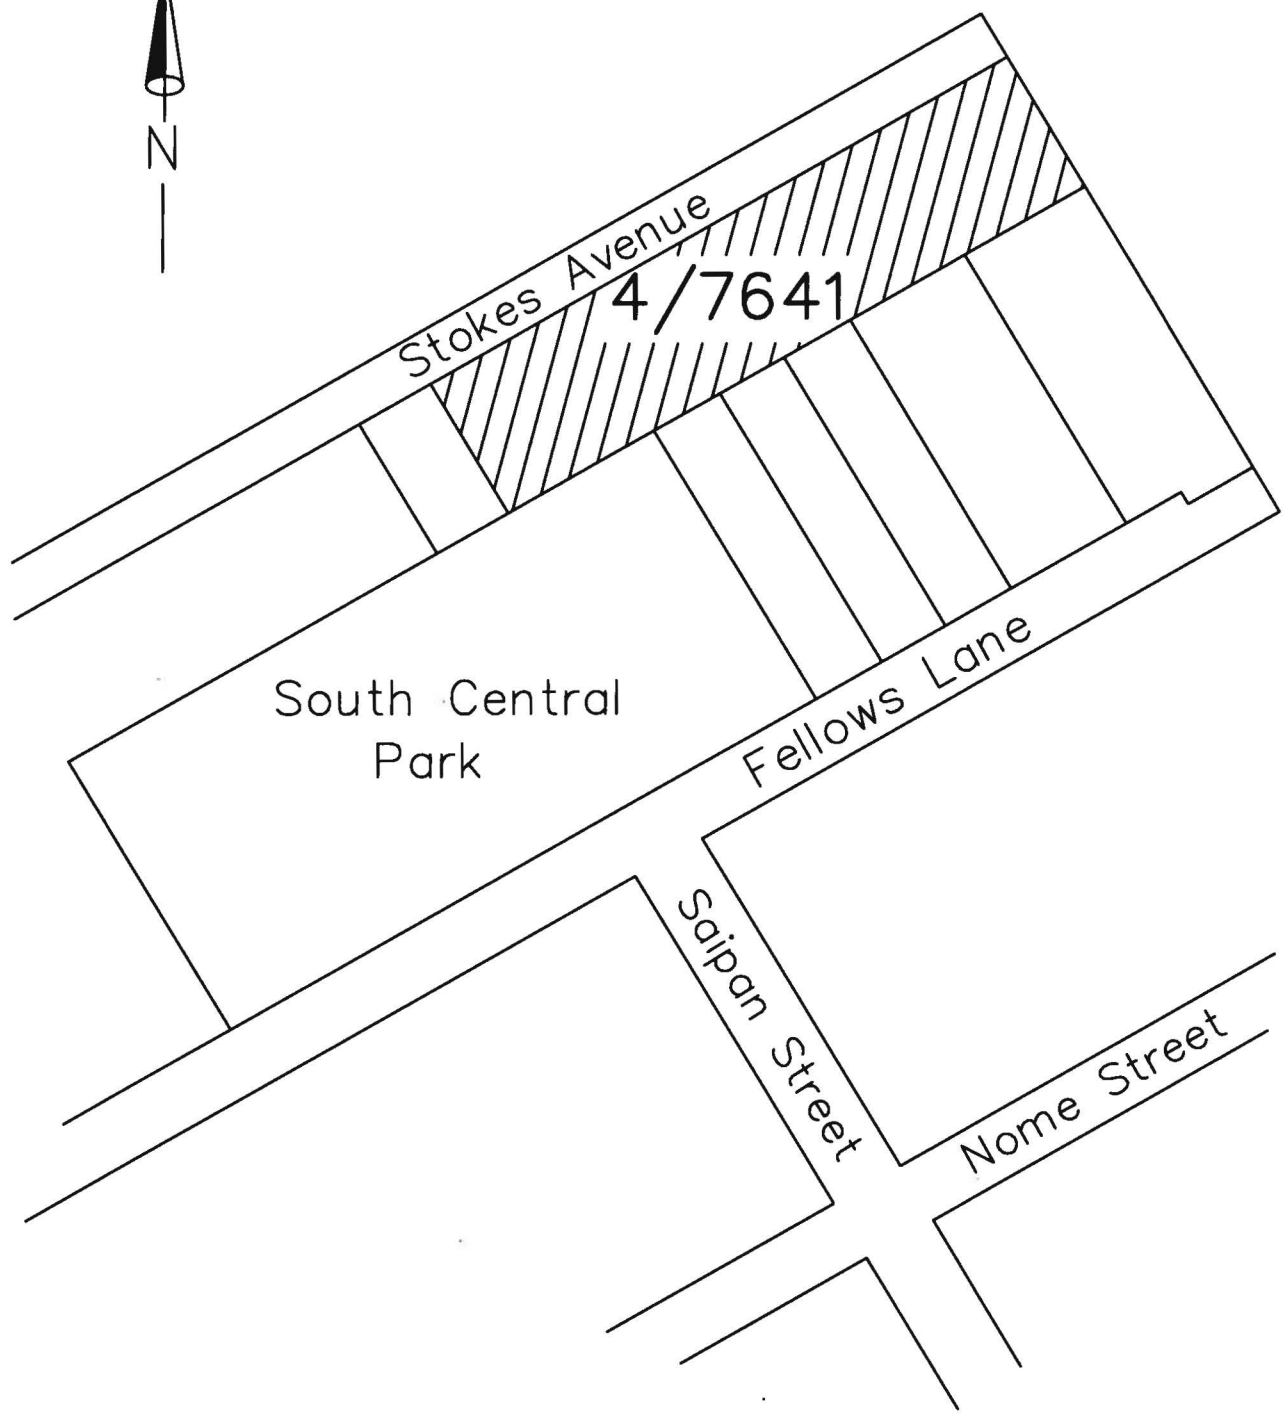 N
Stokes Avenue
4/7641
South Central
Park
Fellows Lane
Saipan Street
Nome Street